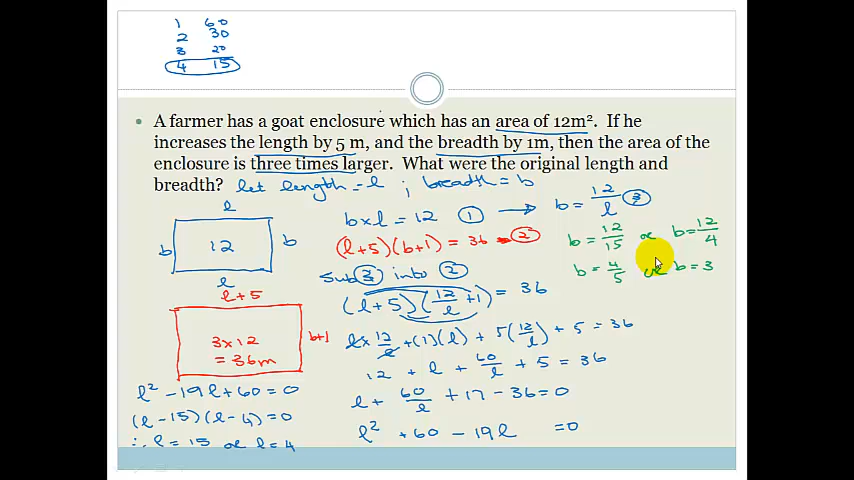 1 60
2 30
3 20
4 15
A farmer has a goat enclosure which has an area of 12m². If he
increases the length by 5 m, and the breadth by 1m, then the area of the
enclosure is three times larger. What were the original length and
breadth? let length = l ; breadth = b
l
b 12 b
l
l+5
3x12
= 36m
b+1
l² - 19l + 60 = 0
(l - 15)(l - 4) = 0
∴ l = 15 or l = 4
b x l = 12 ① → b = 12/l ③
(l+5)(b+1) = 36 - ②
Sub ③ into ②
(l+5)(12/l + 1) = 36
l x 12/l + (1)(l) + 5(12/l) + 5 = 36
12 + l + 60/l + 5 = 36
l + 60/l + 17 - 36 = 0
l² + 60 - 19l = 0
b = 12/15 or b = 12/4
b = 4/5 or b = 3